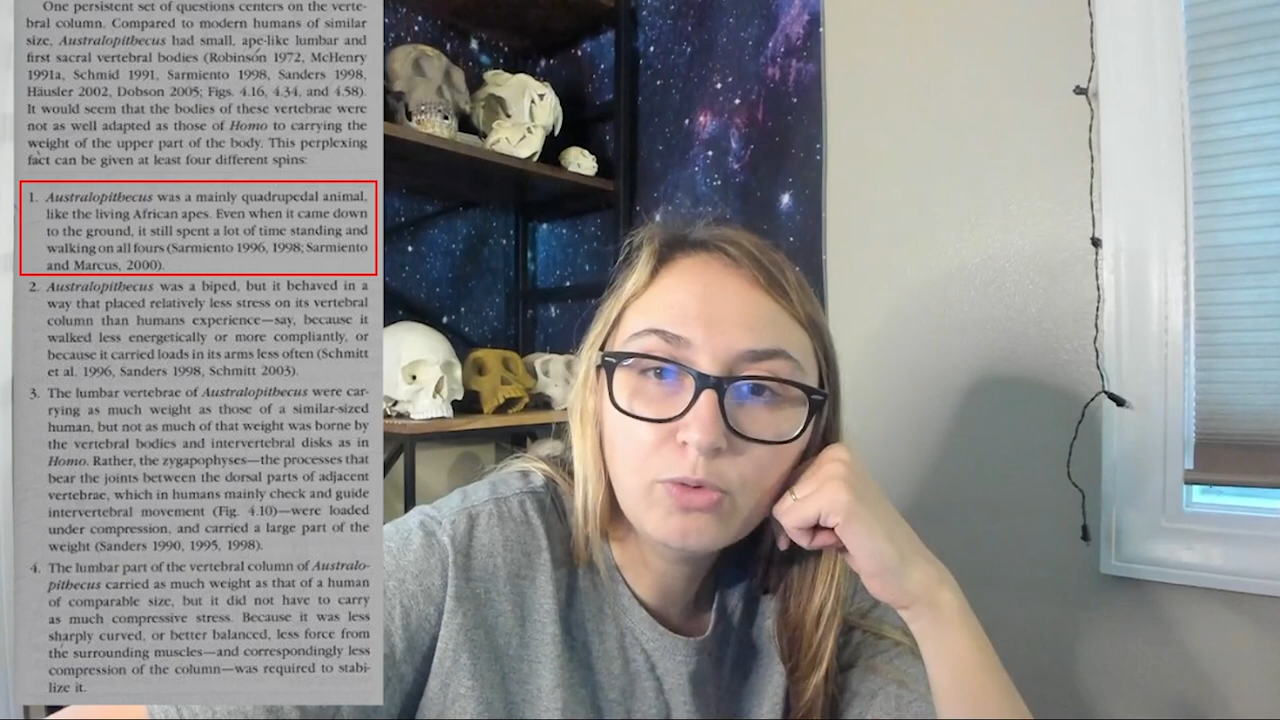 One persistent set of questions centers on the verte-
bral column. Compared to modern humans of similar
size, Australopithecus had small, ape-like lumbar and
first sacral vertebral bodies (Robinson 1972, McHenry
1991a, Schmid 1991, Sarmiento 1998, Sanders 1998,
Häusler 2002, Dobson 2005; Figs. 4.16, 4.34, and 4.58).
It would seem that the bodies of these vertebrae were
not as well adapted as those of Homo to carrying the
weight of the upper part of the body. This perplexing
fact can be given at least four different spins:
1. Australopithecus was a mainly quadrupedal animal,
like the living African apes. Even when it came down
to the ground, it still spent a lot of time standing and
walking on all fours (Sarmiento 1996, 1998; Sarmiento
and Marcus, 2000).
2. Australopithecus was a biped, but it behaved in a
way that placed relatively less stress on its vertebral
column than humans experience—say, because it
walked less energetically or more compliantly, or
because it carried loads in its arms less often (Schmitt
et al. 1996, Sanders 1998, Schmitt 2003).
3. The lumbar vertebrae of Australopithecus were car-
rying as much weight as those of a similar-sized
human, but not as much of that weight was borne by
the vertebral bodies and intervertebral disks as in
Homo. Rather, the zygapophyses—the processes that
bear the joints between the dorsal parts of adjacent
vertebrae, which in humans mainly check and guide
intervertebral movement (Fig. 4.10)—were loaded
under compression, and carried a large part of the
weight (Sanders 1990, 1995, 1998).
4. The lumbar part of the vertebral column of Australo-
pithecus carried as much weight as that of a human
of comparable size, but it did not have to carry
as much compressive stress. Because it was less
sharply curved, or better balanced, less force from
the surrounding muscles—and correspondingly less
compression of the column—was required to stabi-
lize it.